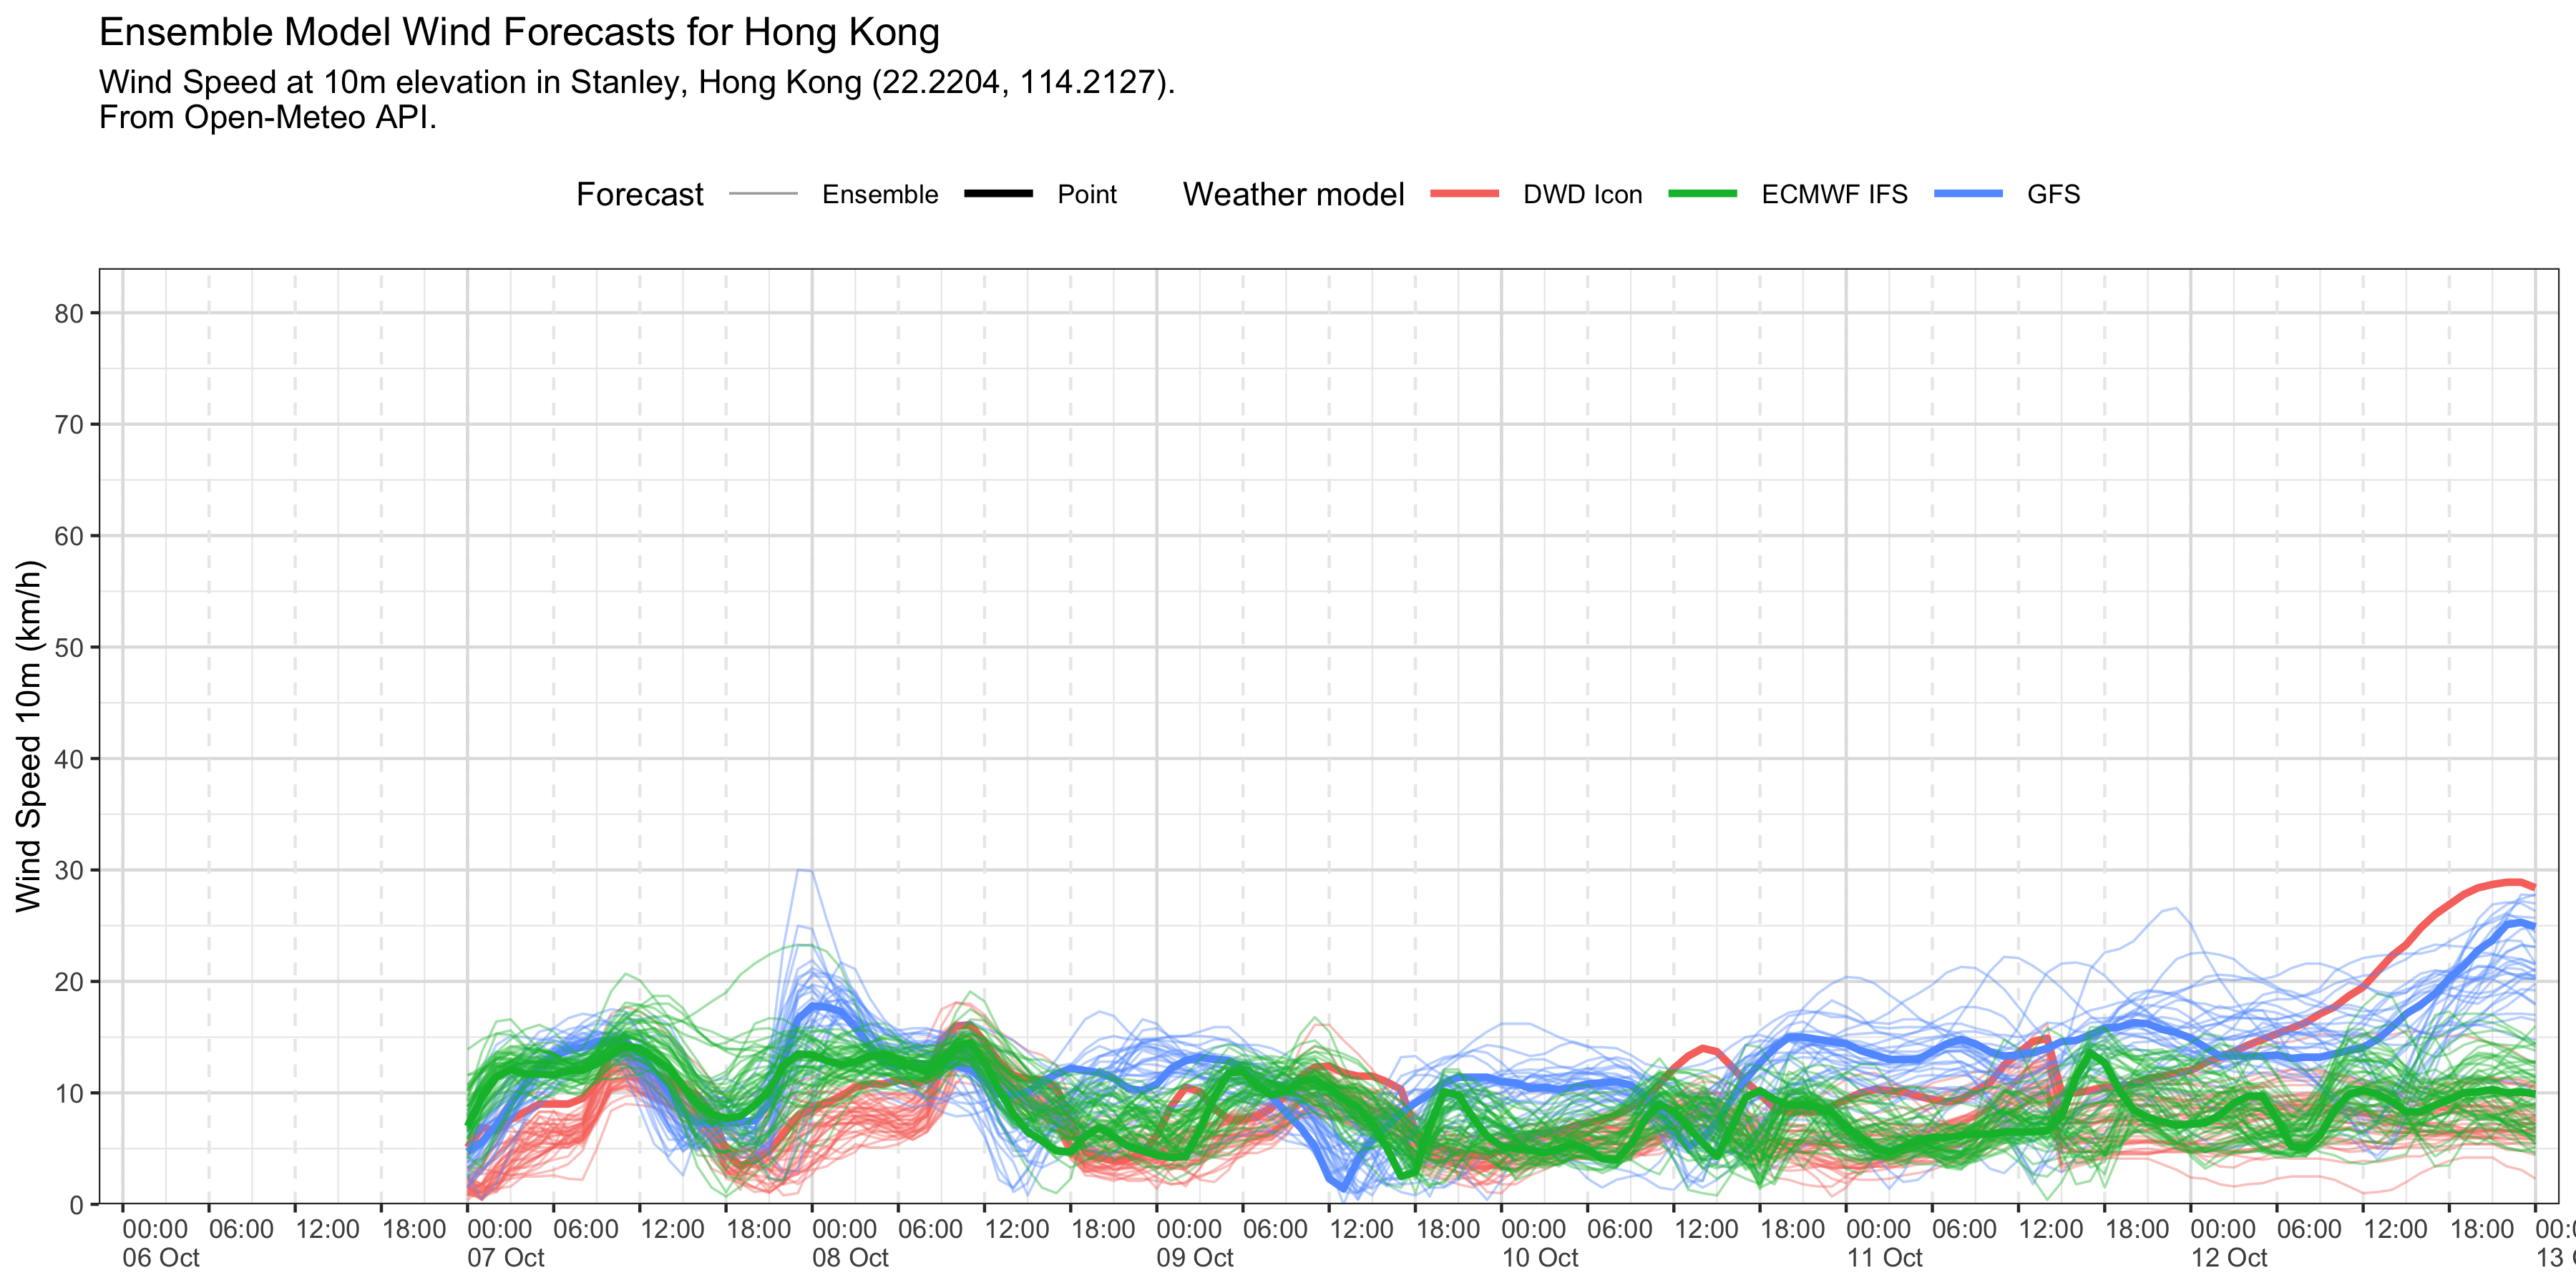 Ensemble Model Wind Forecasts for Hong Kong
Wind Speed at 10m elevation in Stanley, Hong Kong (22.2204, 114.2127).
From Open-Meteo API.
Forecast Ensemble Point Weather model DWD Icon ECMWF IFS GFS
Wind Speed 10m (km/h)
80
70
60
50
40
30
20
10
0
00:00 06:00 12:00 18:00 00:00 06:00 12:00 18:00 00:00 06:00 12:00 18:00 00:00 06:00 12:00 18:00 00:00 06:00 12:00 18:00 00:00 06:00 12:00 18:00 00:00 06:00 12:00 18:00 00:0
06 Oct 07 Oct 08 Oct 09 Oct 10 Oct 11 Oct 12 Oct 13